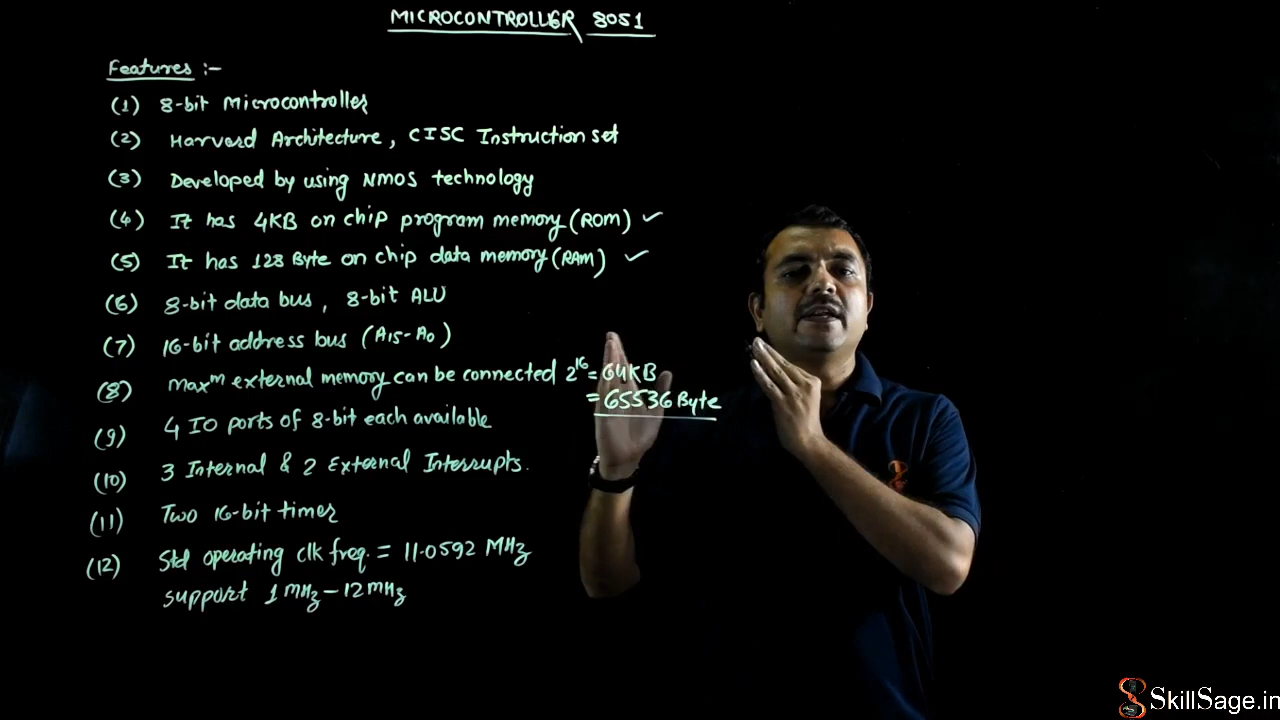 MICROCONTROLLER 8051
Features :-
(1) 8-bit Microcontroller
(2) Harvard Architecture, CISC Instruction set
(3) Developed by using NMOS technology
(4) It has 4KB on chip program memory (ROM) ✓
(5) It has 128 Byte on chip data memory (RAM) ✓
(6) 8-bit data bus, 8-bit ALU
(7) 16-bit address bus (A15-A0)
(8) Maxᵐ external memory can be connected 2¹⁶ = 64KB
= 65536 Byte
(9) 4 IO ports of 8-bit each available
(10) 3 Internal & 2 External Interrupts.
(11) Two 16-bit timer
(12) Std operating clk freq. = 11.0592 MHz
support 1 MHz - 12 MHz
SkillSage.in